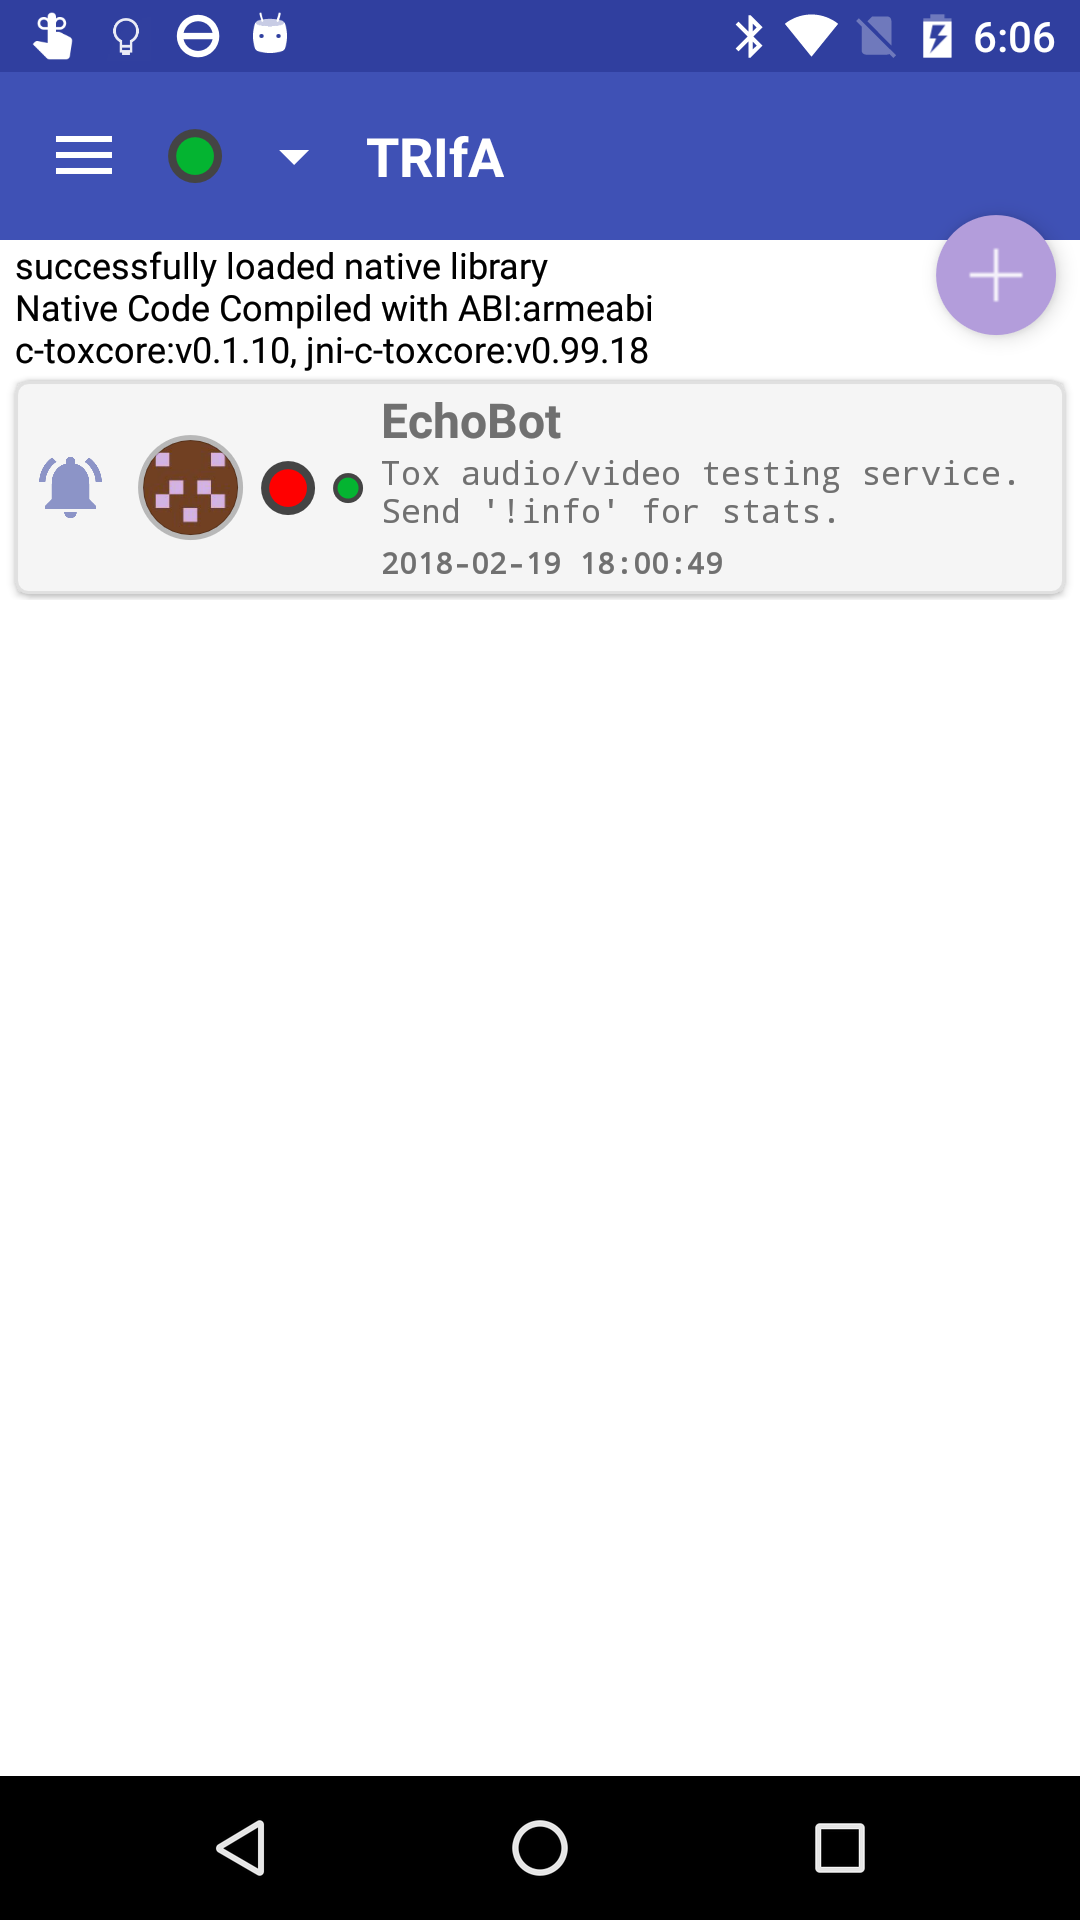 6:06
TRIfA
successfully loaded native library
Native Code Compiled with ABI:armeabi
c-toxcore:v0.1.10, jni-c-toxcore:v0.99.18
EchoBot
Tox audio/video testing service.
Send '!info' for stats.
2018-02-19 18:00:49